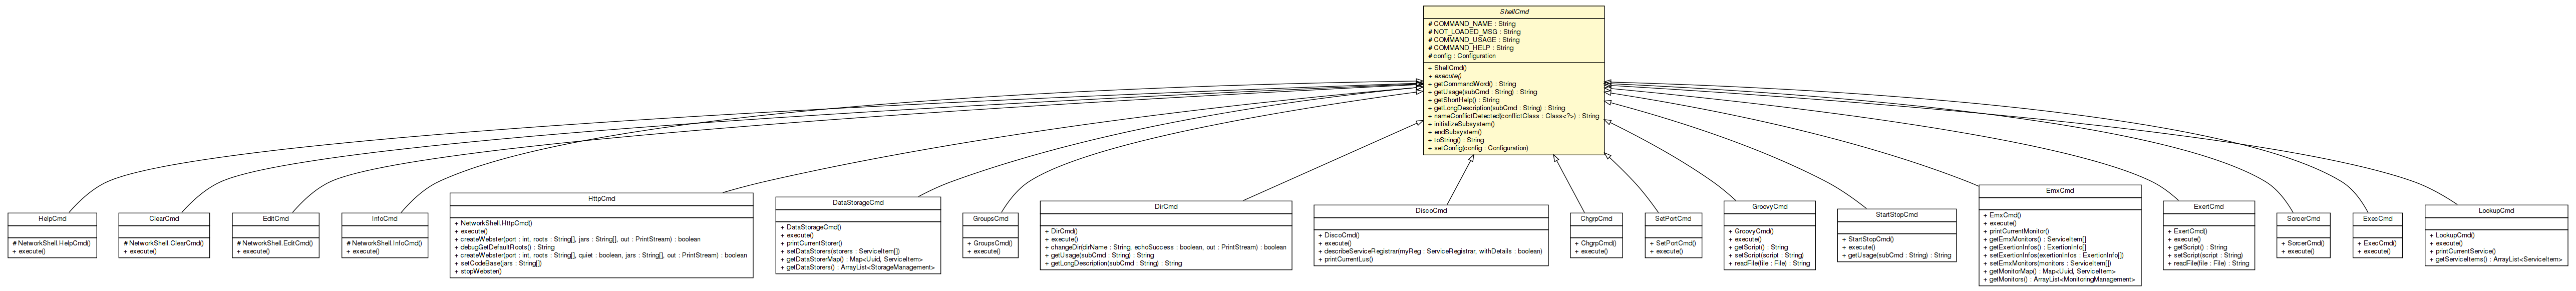 ShellCmd
# COMMAND_NAME : String
# NOT_LOADED_MSG : String
# COMMAND_USAGE : String
# COMMAND_HELP : String
# config : Configuration
+ ShellCmd()
+ execute()
+ getCommandWord() : String
+ getUsage(subCmd : String) : String
+ getShortHelp() : String
+ getLongDescription(subCmd : String) : String
+ nameConflictDetected(conflictClass : Class<?>) : String
+ initializeSubsystem()
+ endSubsystem()
+ toString() : String
+ setConfig(config : Configuration)
HelpCmd
# NetworkShell.HelpCmd()
+ execute()
ClearCmd
# NetworkShell.ClearCmd()
+ execute()
EditCmd
# NetworkShell.EditCmd()
+ execute()
InfoCmd
# NetworkShell.InfoCmd()
+ execute()
HttpCmd
+ NetworkShell.HttpCmd()
+ execute()
+ createWebster(port : int, roots : String[], jars : String[], out : PrintStream) : boolean
+ debugGetDefaultRoots() : String
+ createWebster(port : int, roots : String[], quiet : boolean, jars : String[], out : PrintStream) : boolean
+ setCodeBase(jars : String[])
+ stopWebster()
DataStorageCmd
+ DataStorageCmd()
+ execute()
+ printCurrentStorer()
+ setDataStorers(storers : ServiceItem[])
+ getDataStorerMap() : Map<Uuid, ServiceItem>
+ getDataStorers() : ArrayList<StorageManagement>
GroupsCmd
+ GroupsCmd()
+ execute()
DirCmd
+ DirCmd()
+ execute()
+ changeDir(dirName : String, echoSuccess : boolean, out : PrintStream) : boolean
+ getUsage(subCmd : String) : String
+ getLongDescription(subCmd : String) : String
DiscoCmd
+ DiscoCmd()
+ execute()
+ describeServiceRegistrar(myReg : ServiceRegistrar, withDetails : boolean)
+ printCurrentLus()
ChgrpCmd
+ ChgrpCmd()
+ execute()
SetPortCmd
+ SetPortCmd()
+ execute()
GroovyCmd
+ GroovyCmd()
+ execute()
+ getScript() : String
+ setScript(script : String)
+ readFile(file : File) : String
StartStopCmd
+ StartStopCmd()
+ execute()
+ getUsage(subCmd : String) : String
EmxCmd
+ EmxCmd()
+ execute()
+ printCurrentMonitor()
+ getEmxMonitors() : ServiceItem[]
+ getExertionInfos() : ExertionInfo[]
+ setExertionInfos(exertionInfos : ExertionInfo[])
+ setEmxMonitors(monitors : ServiceItem[])
+ getMonitorMap() : Map<Uuid, ServiceItem>
+ getMonitors() : ArrayList<MonitoringManagement>
ExertCmd
+ ExertCmd()
+ execute()
+ getScript() : String
+ setScript(script : String)
+ readFile(file : File) : String
SorcerCmd
+ SorcerCmd()
+ execute()
ExecCmd
+ ExecCmd()
+ execute()
LookupCmd
+ LookupCmd()
+ execute()
+ printCurrentService()
+ getServiceItems() : ArrayList<ServiceItem>